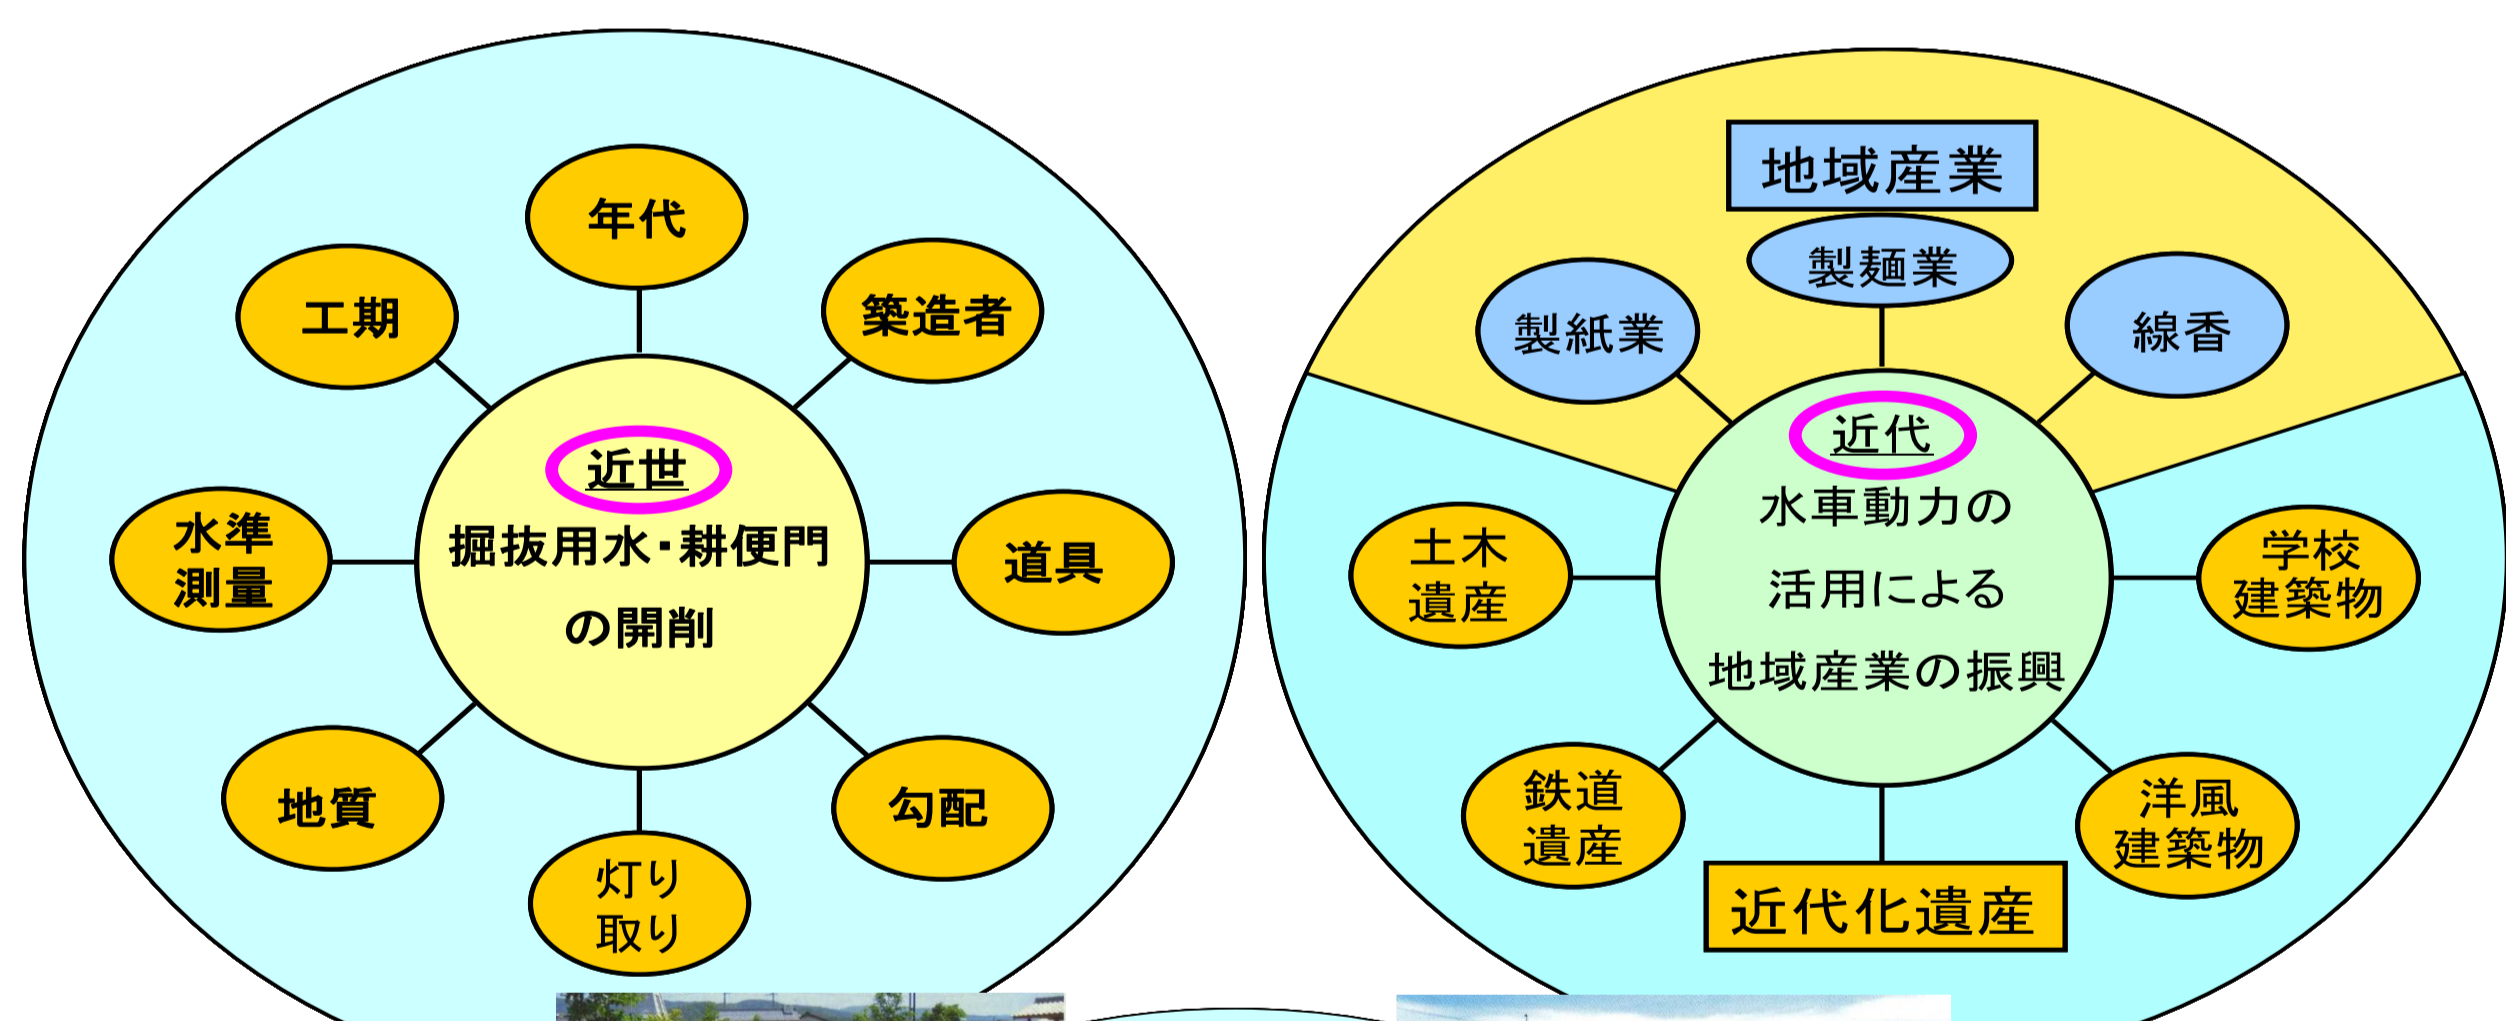 年代
工期
築造者
近世
掘抜用水・耕便門
の開削
水準
測量
道具
地質
勾配
灯り
取り
地域産業
製麺業
製紙業
線香
近代
水車動力の
活用による
地域産業の振興
土木
遺産
学校
建築物
鉄道
遺産
洋風
建築物
近代化遺産